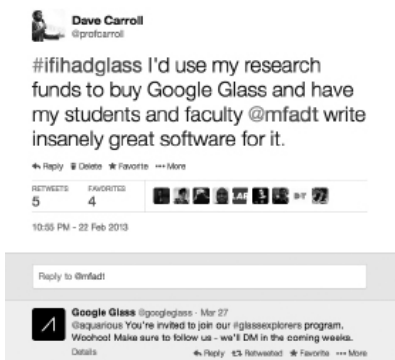 Dave Carroll
@profcarroll
#ifihadglass I'd use my research
funds to buy Google Glass and have
my students and faculty @mfadt write
insanely great software for it.
Reply Delete Favorite More
RETWEETS FAVORITES
5 4
10:55 PM - 22 Feb 2013
Reply to @mfadt
Google Glass @googleglass · Mar 27
@aquarious You're invited to join our #glassexplorers program.
Woohoo! Make sure to follow us - we'll DM in the coming weeks.
Details Reply Retweeted Favorite More